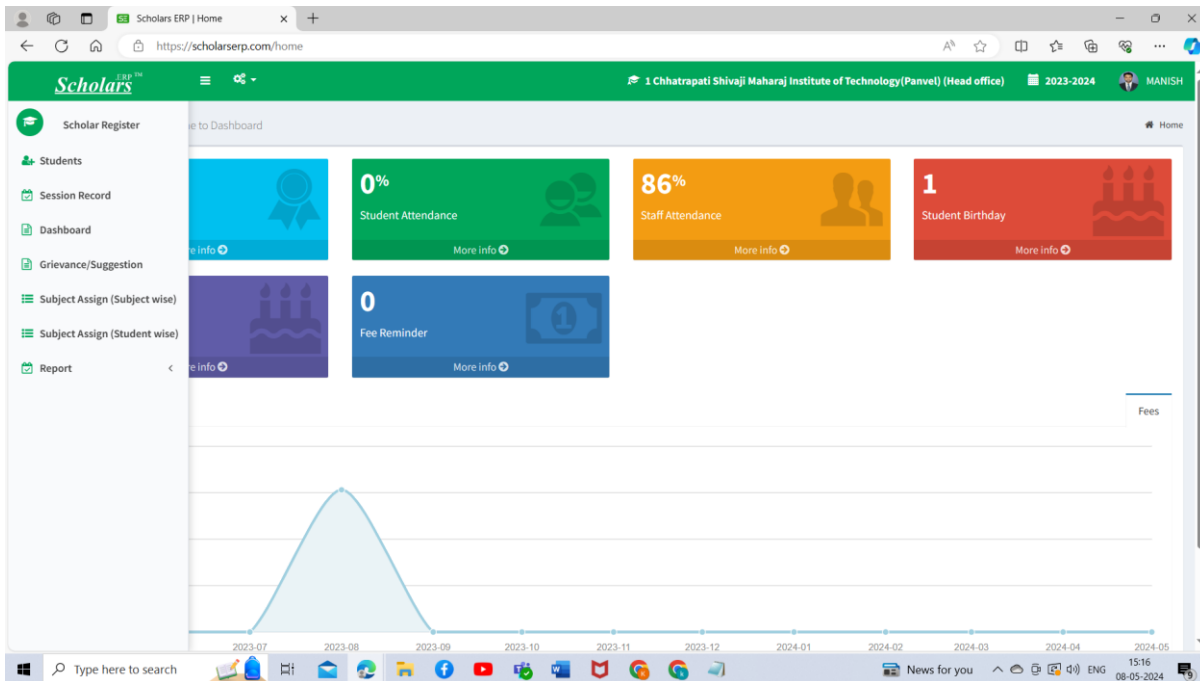 Scholars ERP | Home
https://scholarserp.com/home
Scholars ERP™
1 Chhatrapati Shivaji Maharaj Institute of Technology(Panvel) (Head office)
2023-2024
MANISH
Scholar Register
e to Dashboard
Home
Students
Session Record
Dashboard
Grievance/Suggestion
Subject Assign (Subject wise)
Subject Assign (Student wise)
Report
e info
0%
Student Attendance
More info
86%
Staff Attendance
More info
1
Student Birthday
More info
e info
0
Fee Reminder
More info
Fees
2023-07 2023-08 2023-09 2023-10 2023-11 2023-12 2024-01 2024-02 2024-03 2024-04 2024-05
Type here to search
News for you
ENG
15:16
08-05-2024